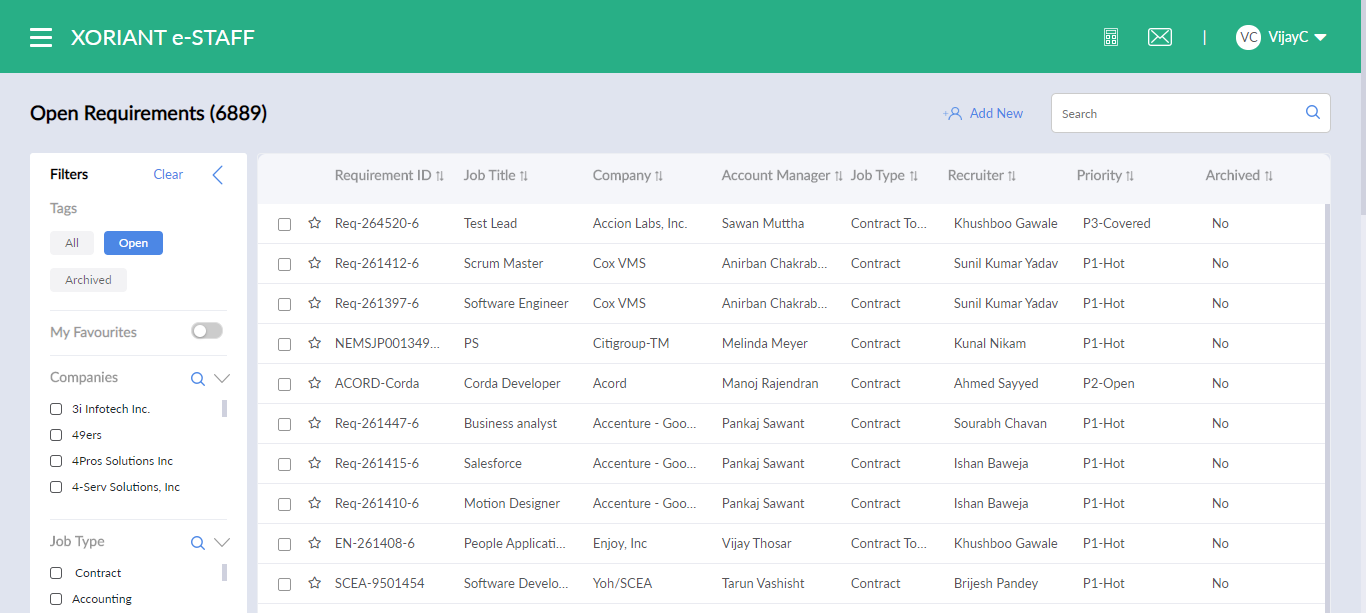 XORIANT e-STAFF | VC VijayC
Open Requirements (6889) Add New Search
Filters Clear
Tags
All Open
Archived
My Favourites
Companies
3i Infotech Inc.
49ers
4Pros Solutions Inc
4-Serv Solutions, Inc
Job Type
Contract
Accounting
Requirement ID Job Title Company Account Manager Job Type Recruiter Priority Archived
Req-264520-6 Test Lead Accion Labs, Inc. Sawan Muttha Contract To... Khushboo Gawale P3-Covered No
Req-261412-6 Scrum Master Cox VMS Anirban Chakrab... Contract Sunil Kumar Yadav P1-Hot No
Req-261397-6 Software Engineer Cox VMS Anirban Chakrab... Contract Sunil Kumar Yadav P1-Hot No
NEMSJP001349... PS Citigroup-TM Melinda Meyer Contract Kunal Nikam P1-Hot No
ACORD-Corda Corda Developer Acord Manoj Rajendran Contract Ahmed Sayyed P2-Open No
Req-261447-6 Business analyst Accenture - Goo... Pankaj Sawant Contract Sourabh Chavan P1-Hot No
Req-261415-6 Salesforce Accenture - Goo... Pankaj Sawant Contract Ishan Baweja P1-Hot No
Req-261410-6 Motion Designer Accenture - Goo... Pankaj Sawant Contract Ishan Baweja P1-Hot No
EN-261408-6 People Applicati... Enjoy, Inc Vijay Thosar Contract To... Khushboo Gawale P1-Hot No
SCEA-9501454 Software Develo... Yoh/SCEA Tarun Vashisht Contract Brijesh Pandey P1-Hot No